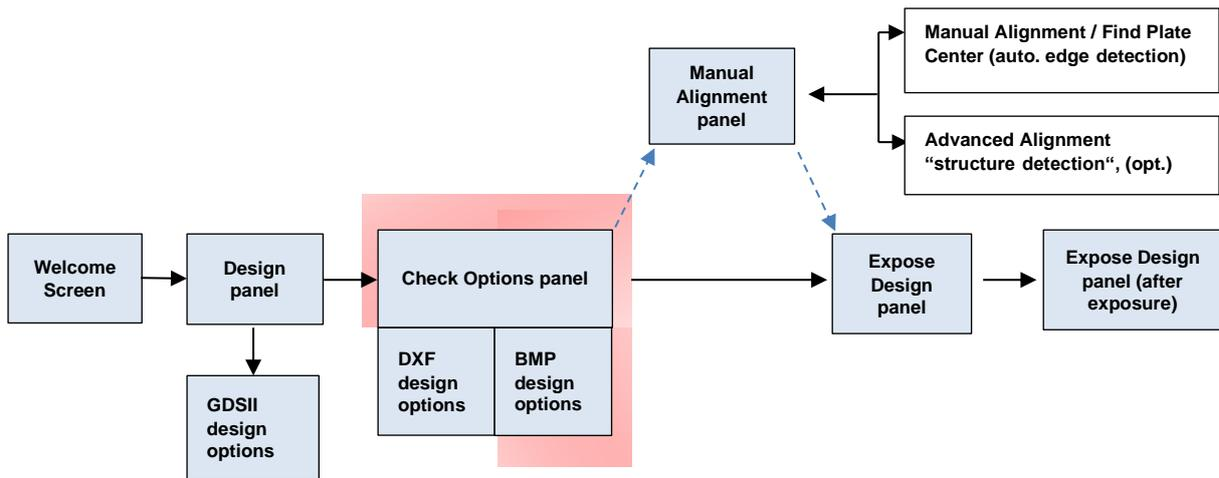 Manual Alignment / Find Plate
Center (auto. edge detection)
Manual
Alignment
panel
Advanced Alignment
“structure detection“, (opt.)
Welcome
Screen
Design
panel
Check Options panel
Expose
Design
panel
Expose Design
panel (after
exposure)
DXF
design
options
BMP
design
options
GDSII
design
options